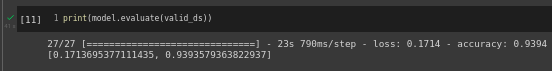 [11] 1 print(model.evaluate(valid_ds))
27/27 [==============================] - 23s 790ms/step - loss: 0.1714 - accuracy: 0.9394
[0.1713695377111435, 0.9393579363822937]